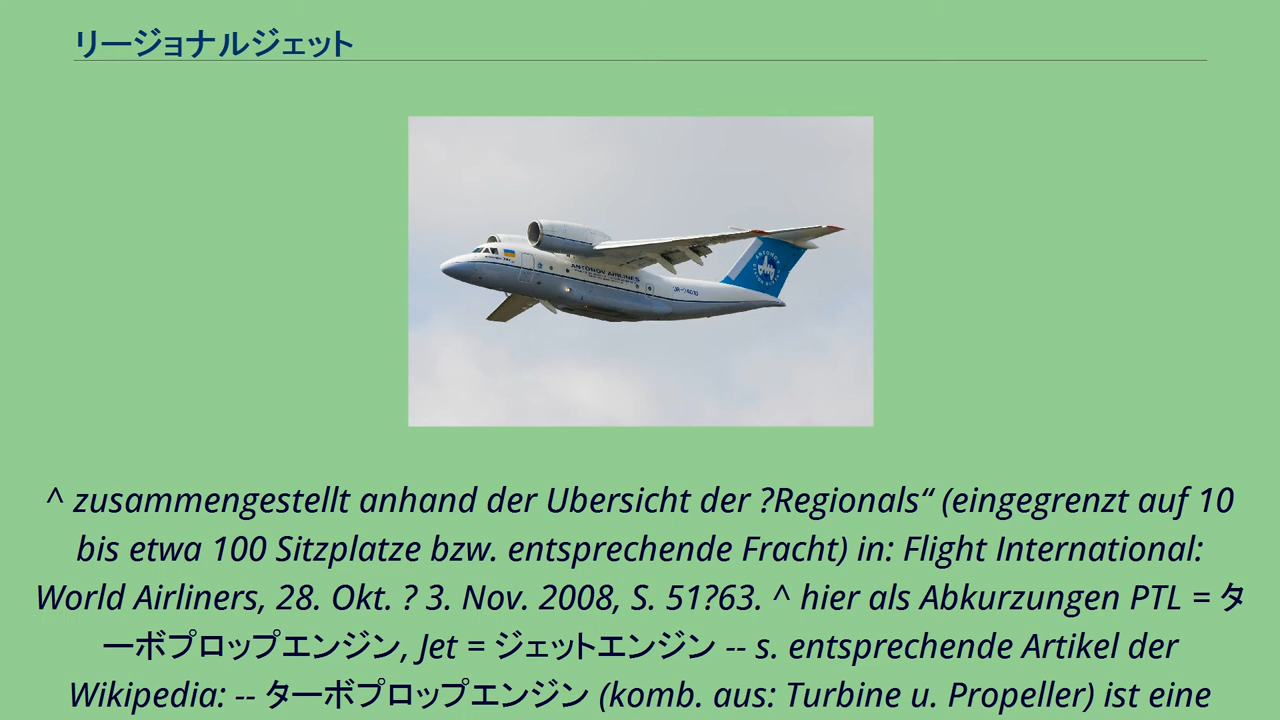 リージョナルジェット
ANTONOV AIRLINES
^ zusammengestellt anhand der Ubersicht der ?Regionals“ (eingegrenzt auf 10
bis etwa 100 Sitzplatze bzw. entsprechende Fracht) in: Flight International:
World Airliners, 28. Okt. ? 3. Nov. 2008, S. 51?63. ^ hier als Abkurzungen PTL = タ
ーボプロップエンジン, Jet = ジェットエンジン -- s. entsprechende Artikel der
Wikipedia: -- ターボプロップエンジン (komb. aus: Turbine u. Propeller) ist eine